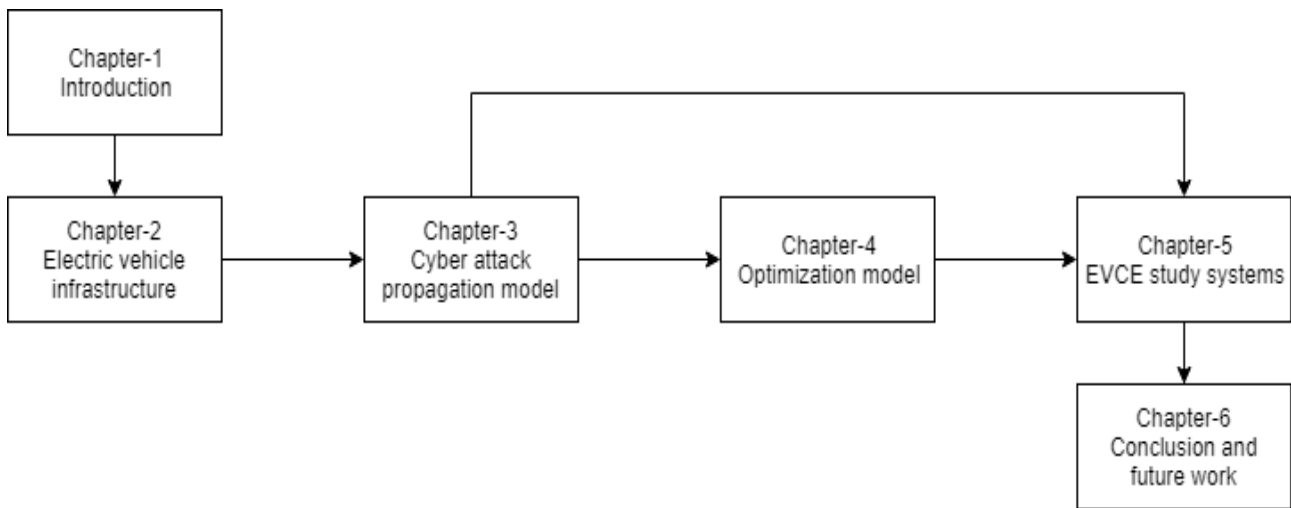 Chapter-1
Introduction
Chapter-2
Electric vehicle
infrastructure
Chapter-3
Cyber attack
propagation model
Chapter-4
Optimization model
Chapter-5
EVCE study systems
Chapter-6
Conclusion and
future work